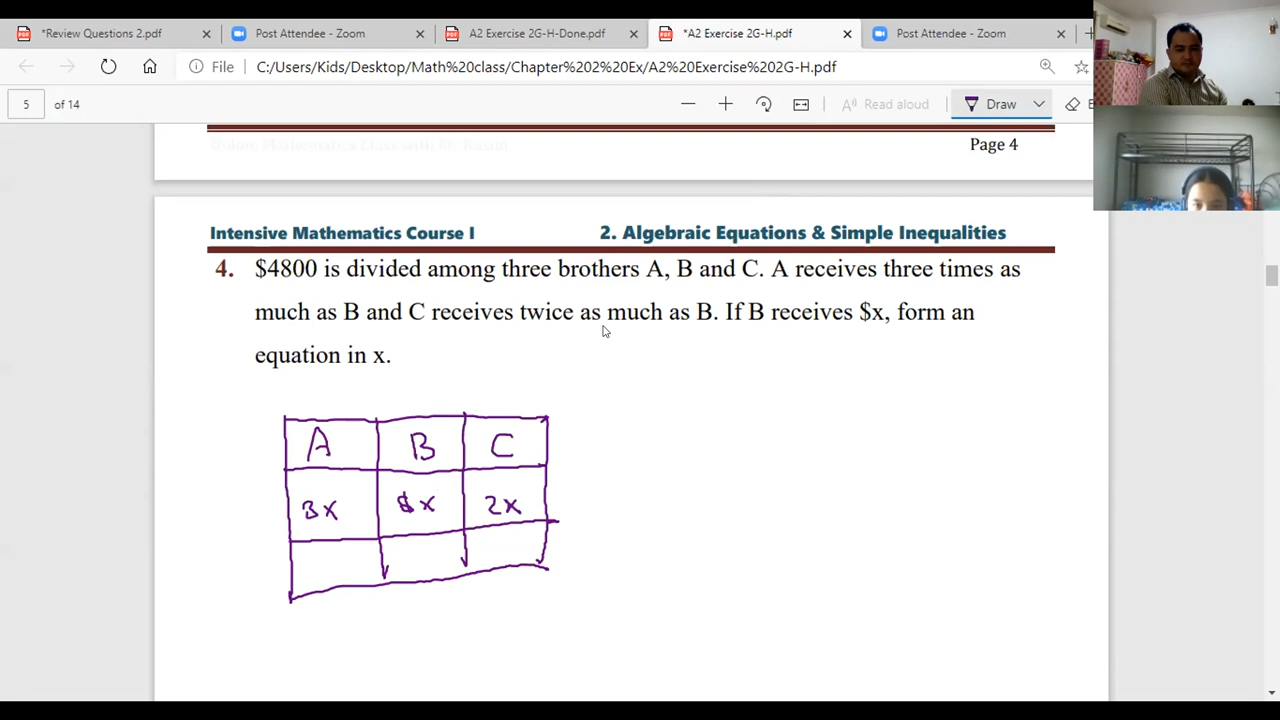 *Review Questions 2.pdf
Post Attendee - Zoom
A2 Exercise 2G-H-Done.pdf
*A2 Exercise 2G-H.pdf
Post Attendee - Zoom
File C:/Users/Kids/Desktop/Math%20class/Chapter%202%20Ex/A2%20Exercise%202G-H.pdf
5 of 14
Read aloud
Draw
Page 4
Intensive Mathematics Course I
2. Algebraic Equations & Simple Inequalities
4. $4800 is divided among three brothers A, B and C. A receives three times as
much as B and C receives twice as much as B. If B receives $x, form an
equation in x.
A B C
3x $x 2x